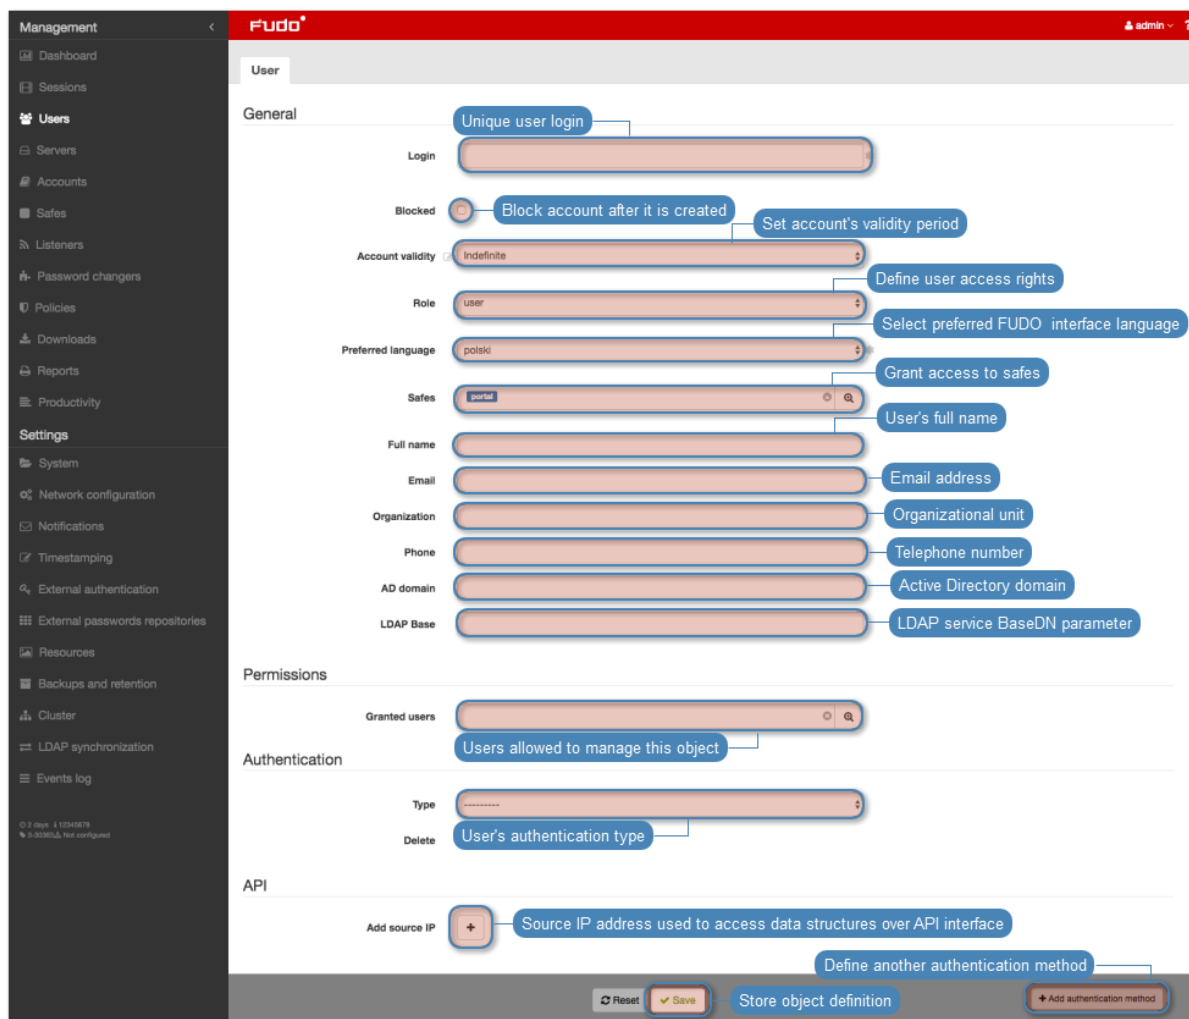 Management
Dashboard
Sessions
Users
Servers
Accounts
Safes
Listeners
Password changers
Policies
Downloads
Reports
Productivity
Settings
System
Network configuration
Notifications
Timestamping
External authentication
External passwords repositories
Resources
Backups and retention
Cluster
LDAP synchronization
Events log
2 days 12345678
Not configured
FUDO
admin ?
User
General
Unique user login
Login
Blocked
Block account after it is created
Set account's validity period
Account validity Indefinite
Define user access rights
Role user
Select preferred FUDO interface language
Preferred language polski
Grant access to safes
Safes portal
User's full name
Full name
Email Email address
Organization Organizational unit
Phone Telephone number
AD domain Active Directory domain
LDAP Base LDAP service BaseDN parameter
Permissions
Granted users
Users allowed to manage this object
Authentication
Type ---------
User's authentication type
Delete
API
Add source IP + Source IP address used to access data structures over API interface
Define another authentication method
Reset Save Store object definition + Add authentication method